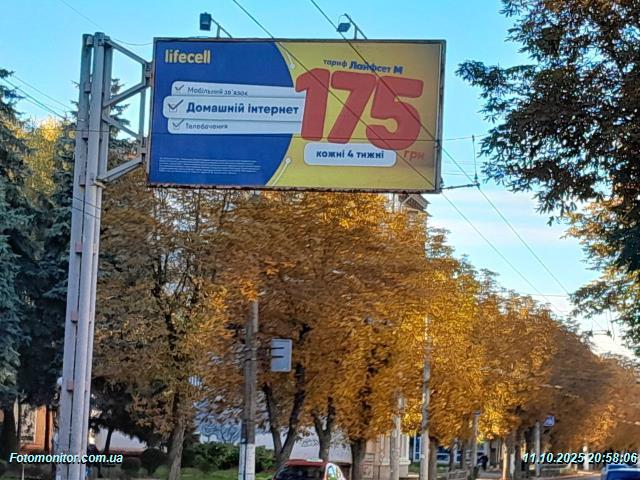 lifecell
тариф Лайфсет М
Мобільний зв'язок
Домашній інтернет
Телебачення
175
грн
кожні 4 тижні
Fotomonitor.com.ua
11.10.2025 20:58:06